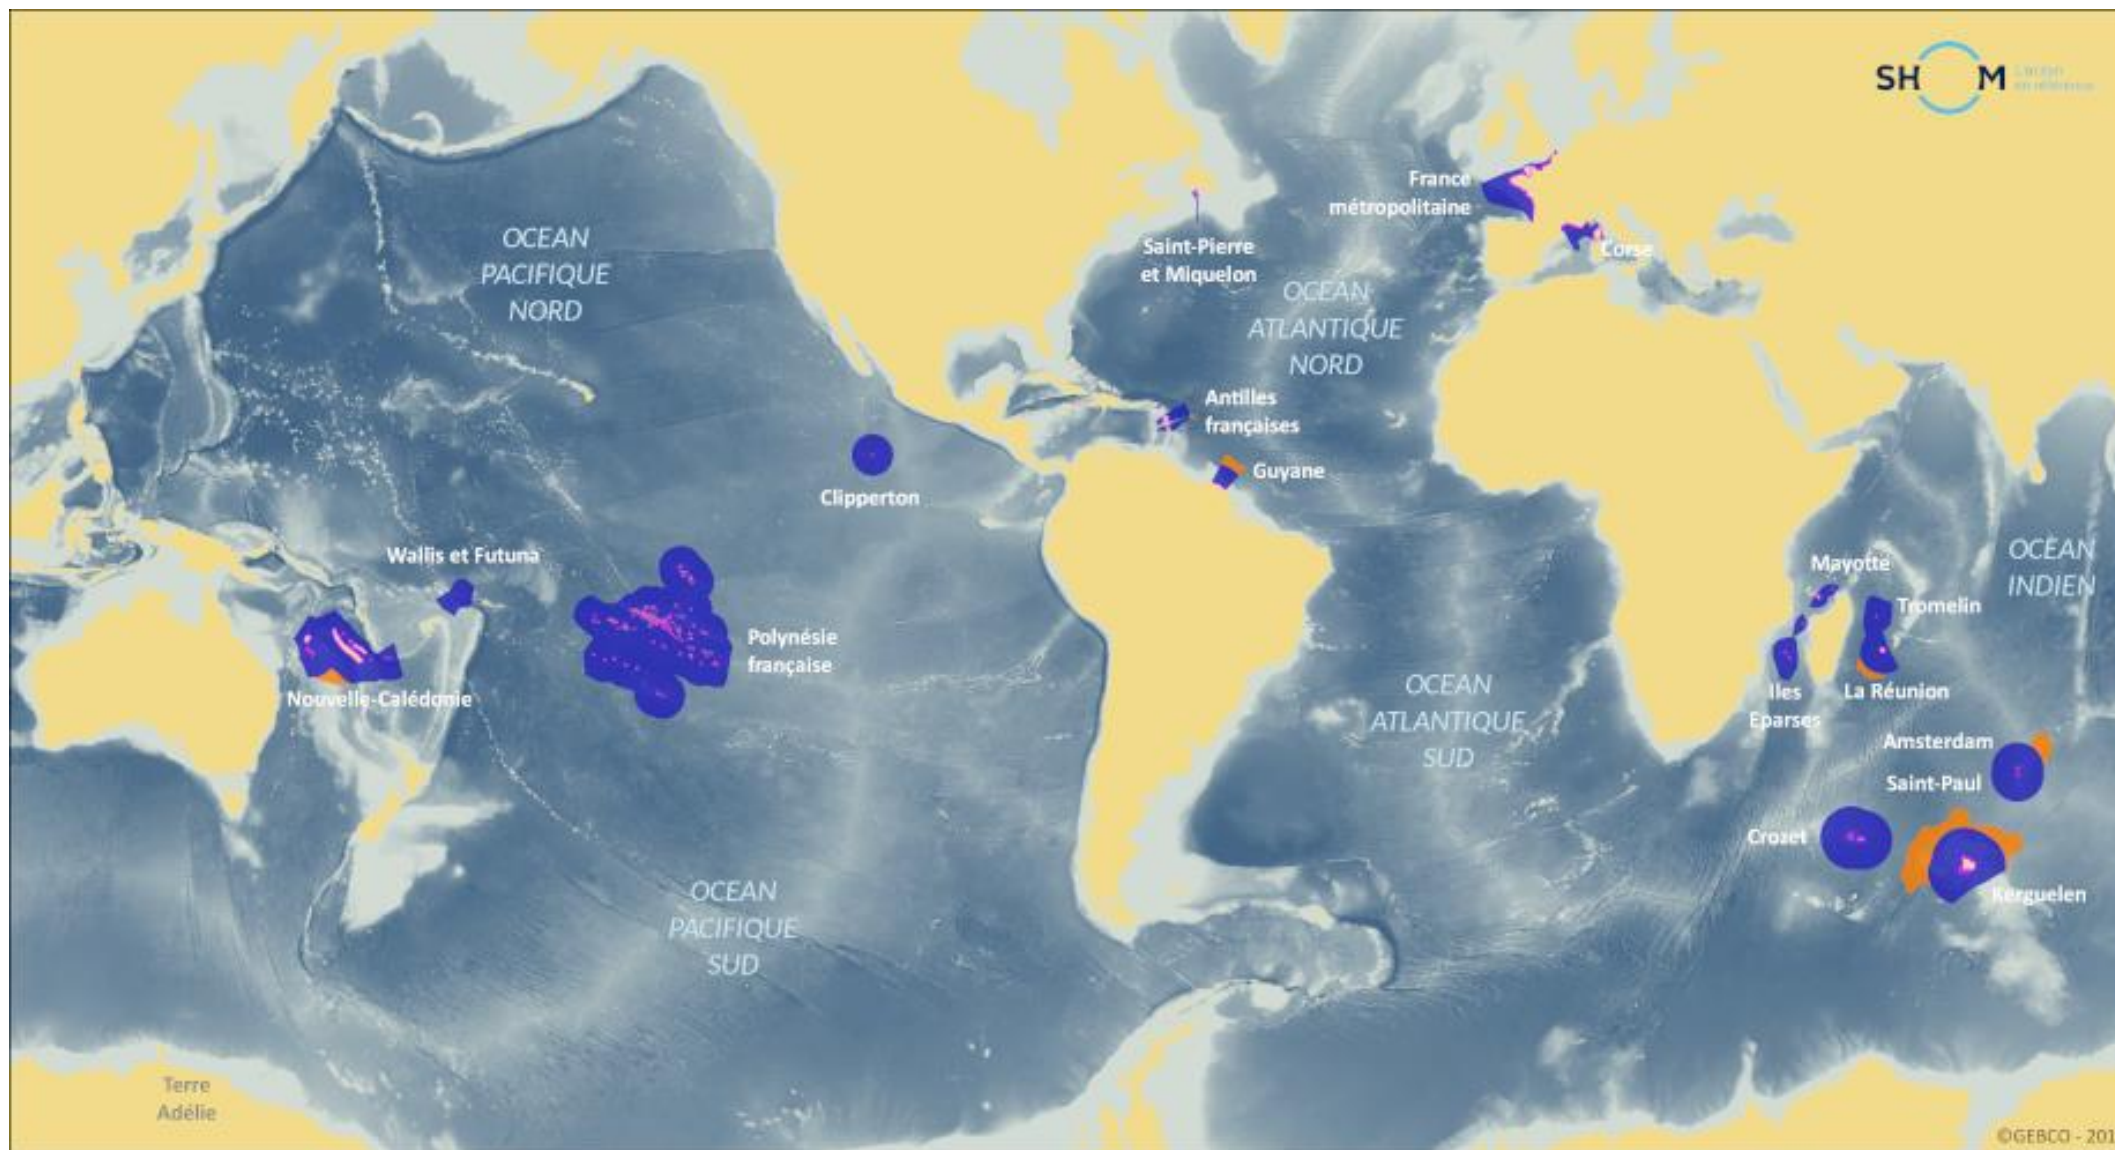 SHOM
OCEAN
PACIFIQUE
NORD
France
métropolitaine
Corse
Saint-Pierre
et Miquelon
OCEAN
ATLANTIQUE
NORD
Antilles
françaises
Guyane
Clipperton
Wallis et Futuna
Polynésie
française
Nouvelle-Calédonie
OCEAN
INDIEN
Mayotte
Tromelin
La Réunion
Iles
Eparses
OCEAN
ATLANTIQUE
SUD
Amsterdam
Saint-Paul
Crozet
Kerguelen
OCEAN
PACIFIQUE
SUD
Terre
Adélie
©GEBCO - 201